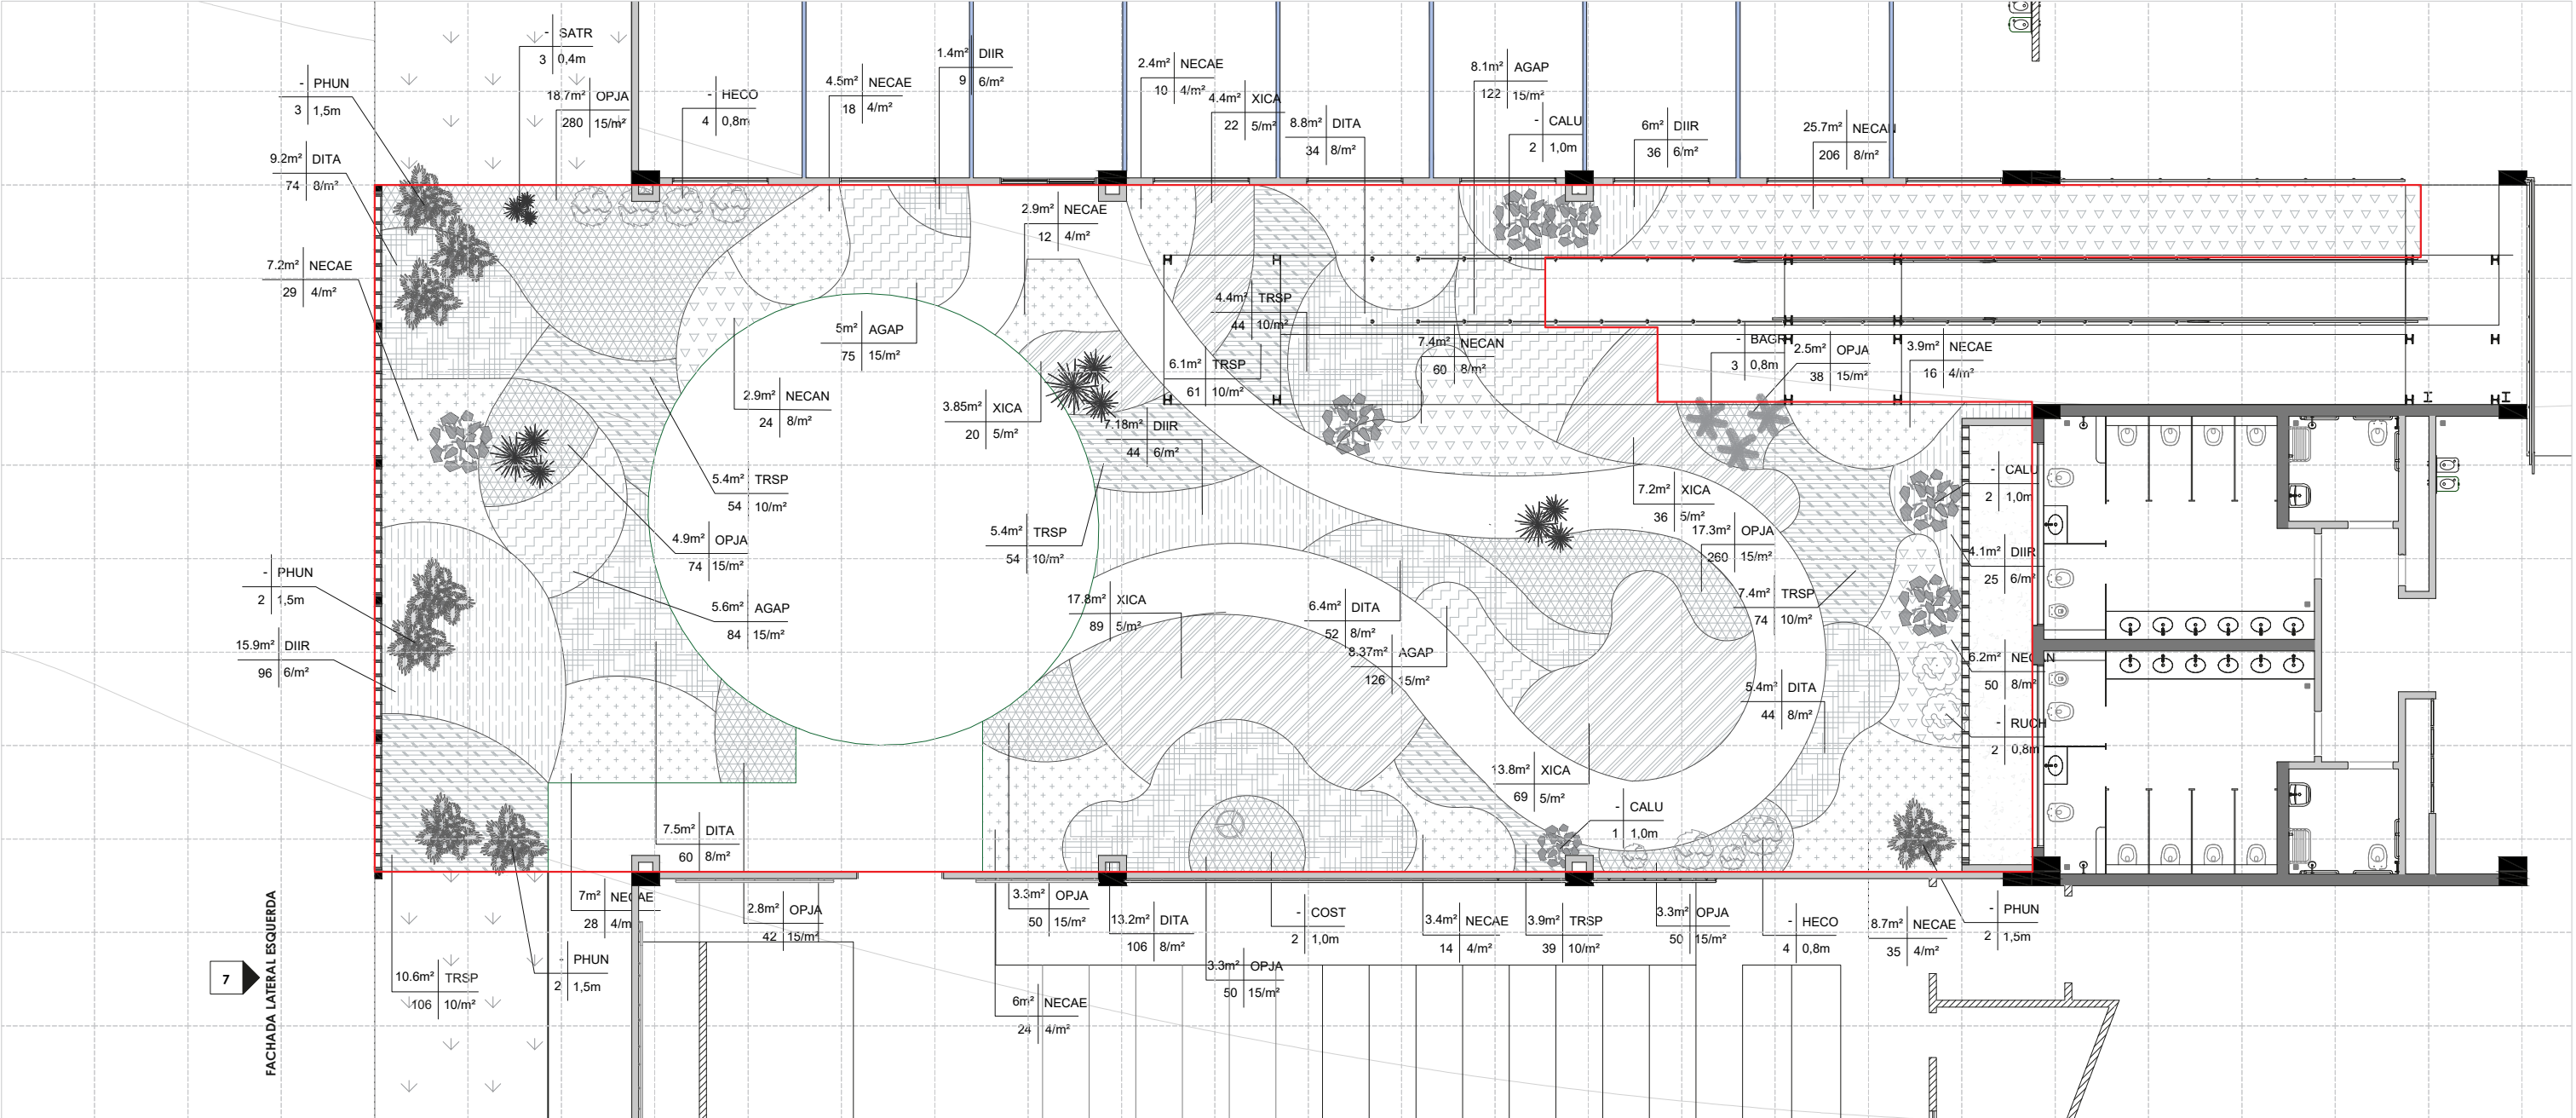 - SATR
3 0,4m
- PHUN
3 1,5m
18.7m² OPJA
280 15/m²
- HECO
4 0,8m
4.5m² NECAE
18 4/m²
1.4m² DIIR
9 6/m²
2.4m² NECAE
10 4/m²
4.4m² XICA
22 5/m²
8.8m² DITA
34 8/m²
8.1m² AGAP
122 15/m²
- CALU
2 1,0m
6m² DIIR
36 6/m²
25.7m² NECAN
206 8/m²
9.2m² DITA
74 8/m²
7.2m² NECAE
29 4/m²
2.9m² NECAE
12 4/m²
5m² AGAP
75 15/m²
4.4m² TRSP
44 10/m²
6.1m² TRSP
61 10/m²
7.4m² NECAN
60 8/m²
- BAGR
3 0,8m
2.5m² OPJA
38 15/m²
3.9m² NECAE
16 4/m²
2.9m² NECAN
24 8/m²
3.85m² XICA
20 5/m²
7.18m² DIIR
44 6/m²
5.4m² TRSP
54 10/m²
4.9m² OPJA
74 15/m²
5.4m² TRSP
54 10/m²
7.2m² XICA
36 5/m²
17.3m² OPJA
260 15/m²
- CALU
2 1,0m
4.1m² DIIR
25 6/m²
- PHUN
2 1,5m
5.6m² AGAP
84 15/m²
17.8m² XICA
89 5/m²
6.4m² DITA
52 8/m²
7.4m² TRSP
74 10/m²
15.9m² DIIR
96 6/m²
8.37m² AGAP
126 15/m²
6.2m² NECAN
50 8/m²
5.4m² DITA
44 8/m²
- RUCH
2 0,8m
13.8m² XICA
69 5/m²
- CALU
1 1,0m
7.5m² DITA
60 8/m²
7m² NECAE
28 4/m²
2.8m² OPJA
42 15/m²
3.3m² OPJA
50 15/m²
13.2m² DITA
106 8/m²
- COST
2 1,0m
3.4m² NECAE
14 4/m²
3.9m² TRSP
39 10/m²
3.3m² OPJA
50 15/m²
- HECO
4 0,8m
8.7m² NECAE
35 4/m²
- PHUN
2 1,5m
10.6m² TRSP
106 10/m²
- PHUN
2 1,5m
3.3m² OPJA
50 15/m²
6m² NECAE
24 4/m²
7
FACHADA LATERAL ESQUERDA